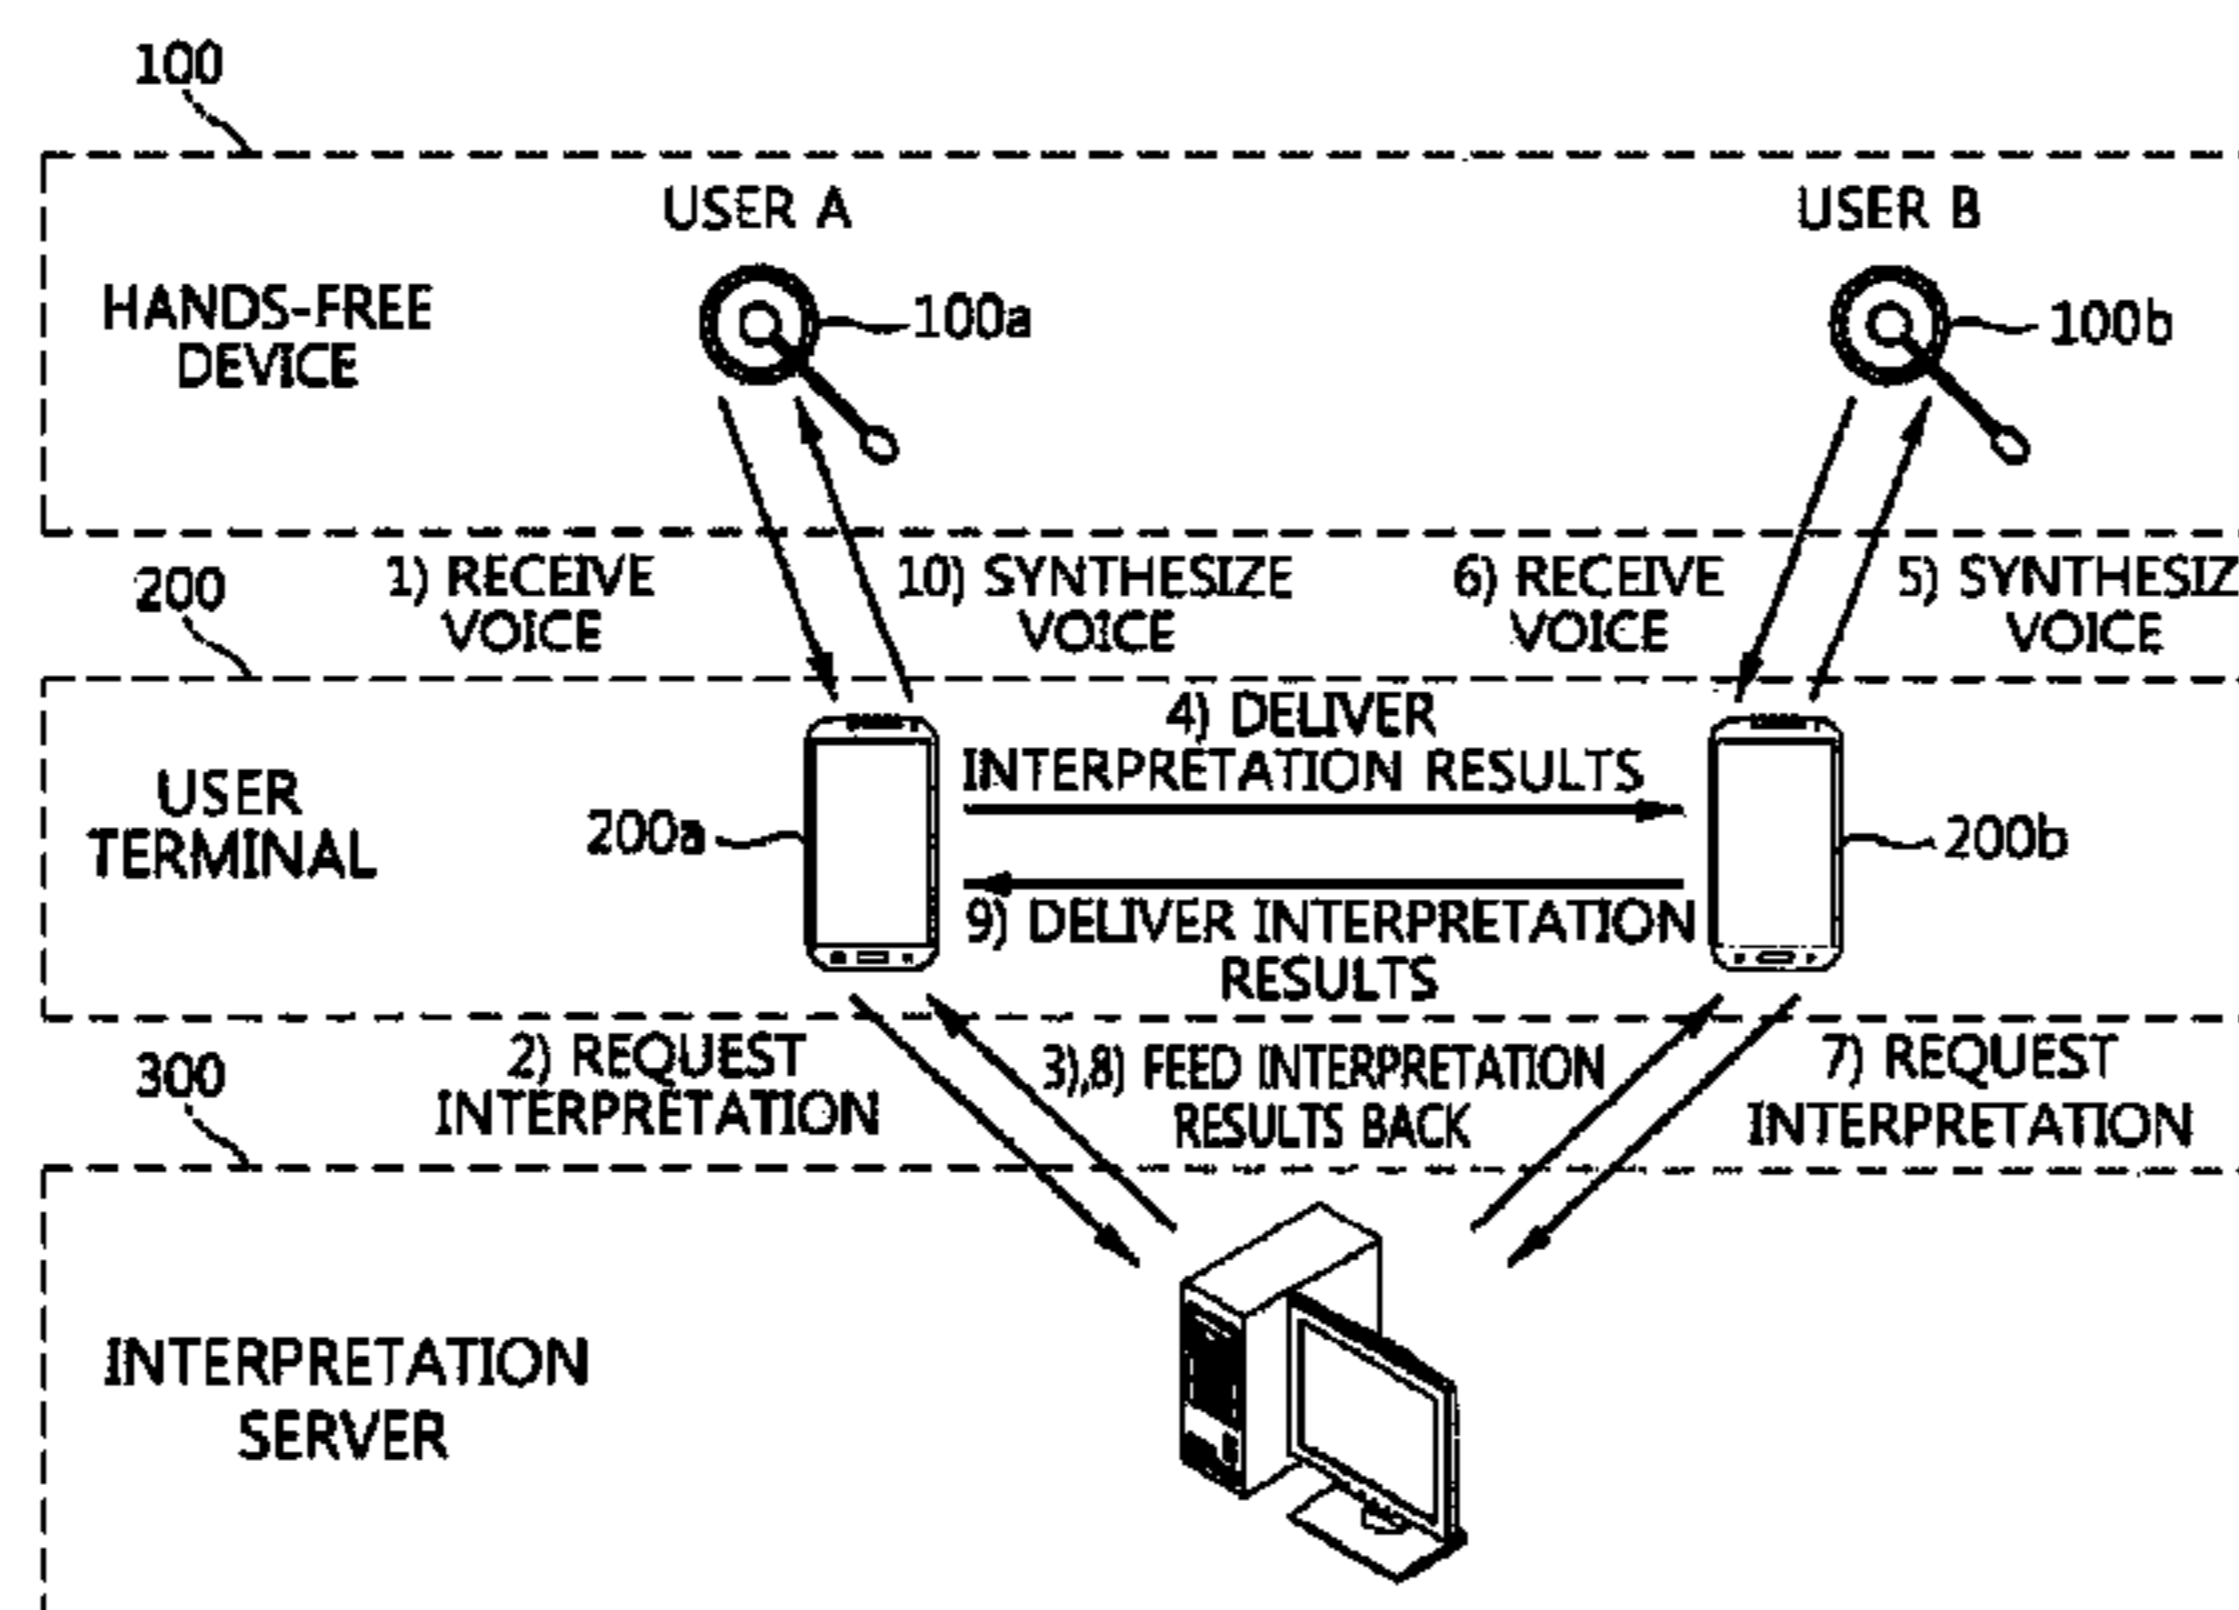 100
USER A
USER B
HANDS-FREE
DEVICE
100a
100b
200
1) RECEIVE
VOICE
10) SYNTHESIZE
VOICE
6) RECEIVE
VOICE
5) SYNTHESIZ
VOICE
4) DELIVER
INTERPRETATION RESULTS
USER
TERMINAL
200a
200b
9) DELIVER INTERPRETATION
RESULTS
300
2) REQUEST
INTERPRETATION
3),8) FEED INTERPRETATION
RESULTS BACK
7) REQUEST
INTERPRETATION
INTERPRETATION
SERVER